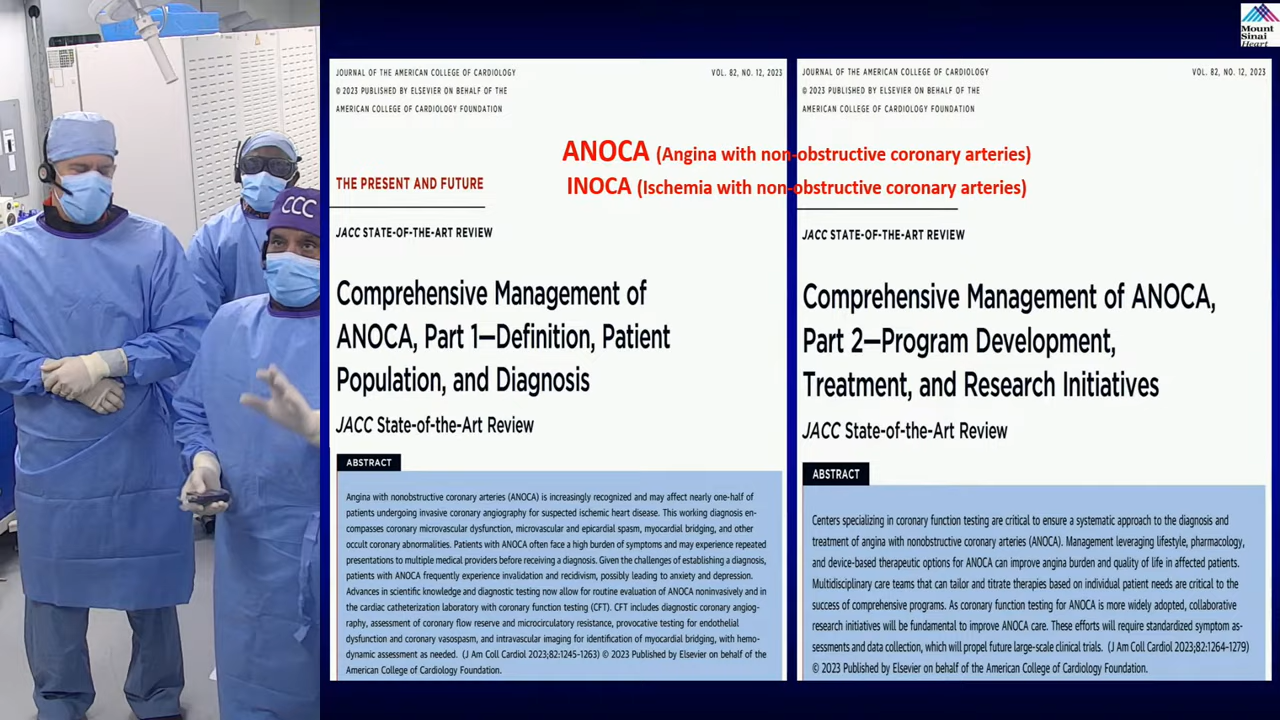 CCC
Mount
Sinai
Heart
JOURNAL OF THE AMERICAN COLLEGE OF CARDIOLOGY
VOL. 82, NO. 12, 2023
© 2023 PUBLISHED BY ELSEVIER ON BEHALF OF THE
AMERICAN COLLEGE OF CARDIOLOGY FOUNDATION
JOURNAL OF THE AMERICAN COLLEGE OF CARDIOLOGY
VOL. 82, NO. 12, 2023
© 2023 PUBLISHED BY ELSEVIER ON BEHALF OF THE
AMERICAN COLLEGE OF CARDIOLOGY FOUNDATION
ANOCA (Angina with non-obstructive coronary arteries)
INOCA (Ischemia with non-obstructive coronary arteries)
THE PRESENT AND FUTURE
JACC STATE-OF-THE-ART REVIEW
Comprehensive Management of
ANOCA, Part 1—Definition, Patient
Population, and Diagnosis
JACC State-of-the-Art Review
ABSTRACT
Angina with nonobstructive coronary arteries (ANOCA) is increasingly recognized and may affect nearly one-half of
patients undergoing invasive coronary angiography for suspected ischemic heart disease. This working diagnosis en-
compasses coronary microvascular dysfunction, microvascular and epicardial spasm, myocardial bridging, and other
occult coronary abnormalities. Patients with ANOCA often face a high burden of symptoms and may experience repeated
presentations to multiple medical providers before receiving a diagnosis. Given the challenges of establishing a diagnosis,
patients with ANOCA frequently experience invalidation and recidivism, possibly leading to anxiety and depression.
Advances in scientific knowledge and diagnostic testing now allow for routine evaluation of ANOCA noninvasively and in
the cardiac catheterization laboratory with coronary function testing (CFT). CFT includes diagnostic coronary angiog-
raphy, assessment of coronary flow reserve and microcirculatory resistance, provocative testing for endothelial
dysfunction and coronary vasospasm, and intravascular imaging for identification of myocardial bridging, with hemo-
dynamic assessment as needed. (J Am Coll Cardiol 2023;82:1245-1263) © 2023 Published by Elsevier on behalf of the
American College of Cardiology Foundation.
JACC STATE-OF-THE-ART REVIEW
Comprehensive Management of ANOCA,
Part 2—Program Development,
Treatment, and Research Initiatives
JACC State-of-the-Art Review
ABSTRACT
Centers specializing in coronary function testing are critical to ensure a systematic approach to the diagnosis and
treatment of angina with nonobstructive coronary arteries (ANOCA). Management leveraging lifestyle, pharmacology,
and device-based therapeutic options for ANOCA can improve angina burden and quality of life in affected patients.
Multidisciplinary care teams that can tailor and titrate therapies based on individual patient needs are critical to the
success of comprehensive programs. As coronary function testing for ANOCA is more widely adopted, collaborative
research initiatives will be fundamental to improve ANOCA care. These efforts will require standardized symptom as-
sessments and data collection, which will propel future large-scale clinical trials. (J Am Coll Cardiol 2023;82:1264-1279)
© 2023 Published by Elsevier on behalf of the American College of Cardiology Foundation.